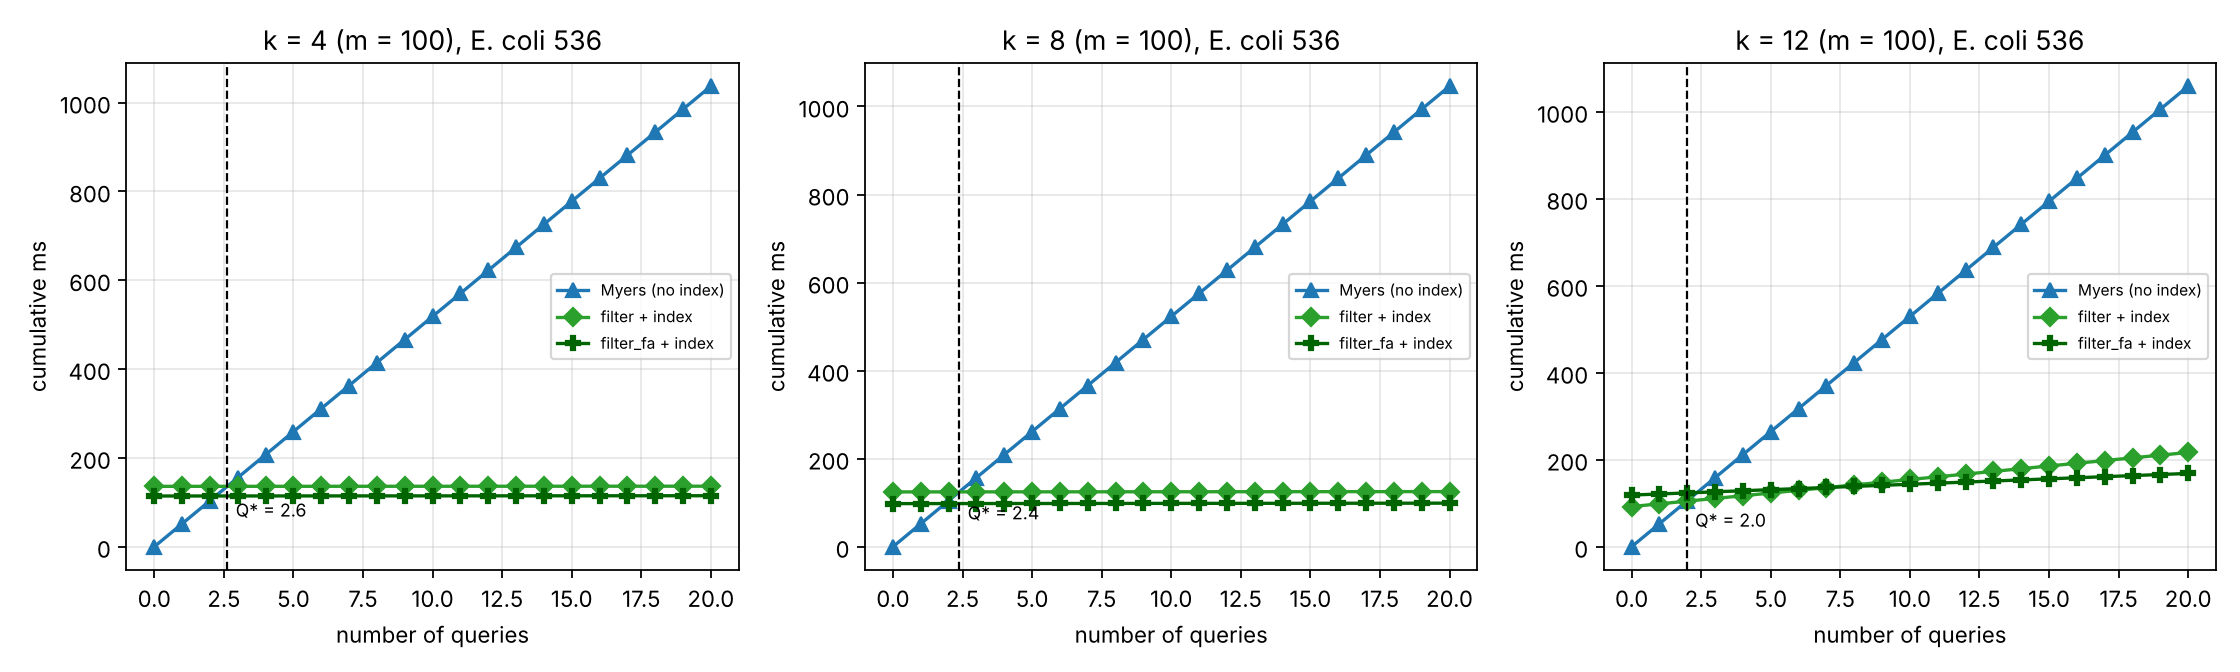 k = 4 (m = 100), E. coli 536
cumulative ms
1000
800
600
400
200
0
Myers (no index)
filter + index
filter_fa + index
Q* = 2.6
0.0 2.5 5.0 7.5 10.0 12.5 15.0 17.5 20.0
number of queries
k = 8 (m = 100), E. coli 536
cumulative ms
1000
800
600
400
200
0
Myers (no index)
filter + index
filter_fa + index
Q* = 2.4
0.0 2.5 5.0 7.5 10.0 12.5 15.0 17.5 20.0
number of queries
k = 12 (m = 100), E. coli 536
cumulative ms
1000
800
600
400
200
0
Myers (no index)
filter + index
filter_fa + index
Q* = 2.0
0.0 2.5 5.0 7.5 10.0 12.5 15.0 17.5 20.0
number of queries